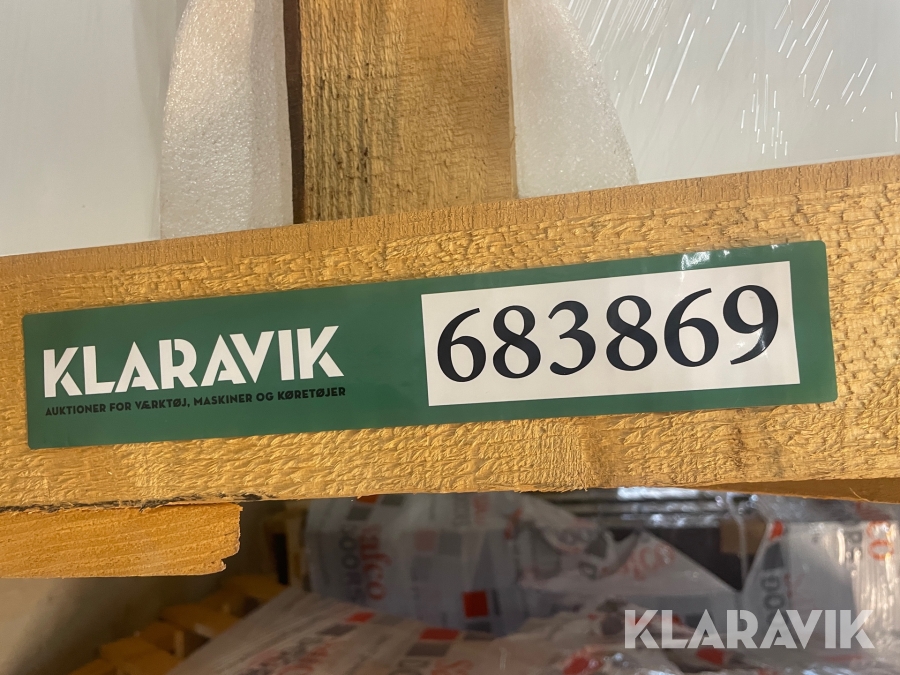 KLARAVIK
AUKTIONER FOR VÆRKTØJ, MASKINER OG KØRETØJER
683869
KLARAVIK